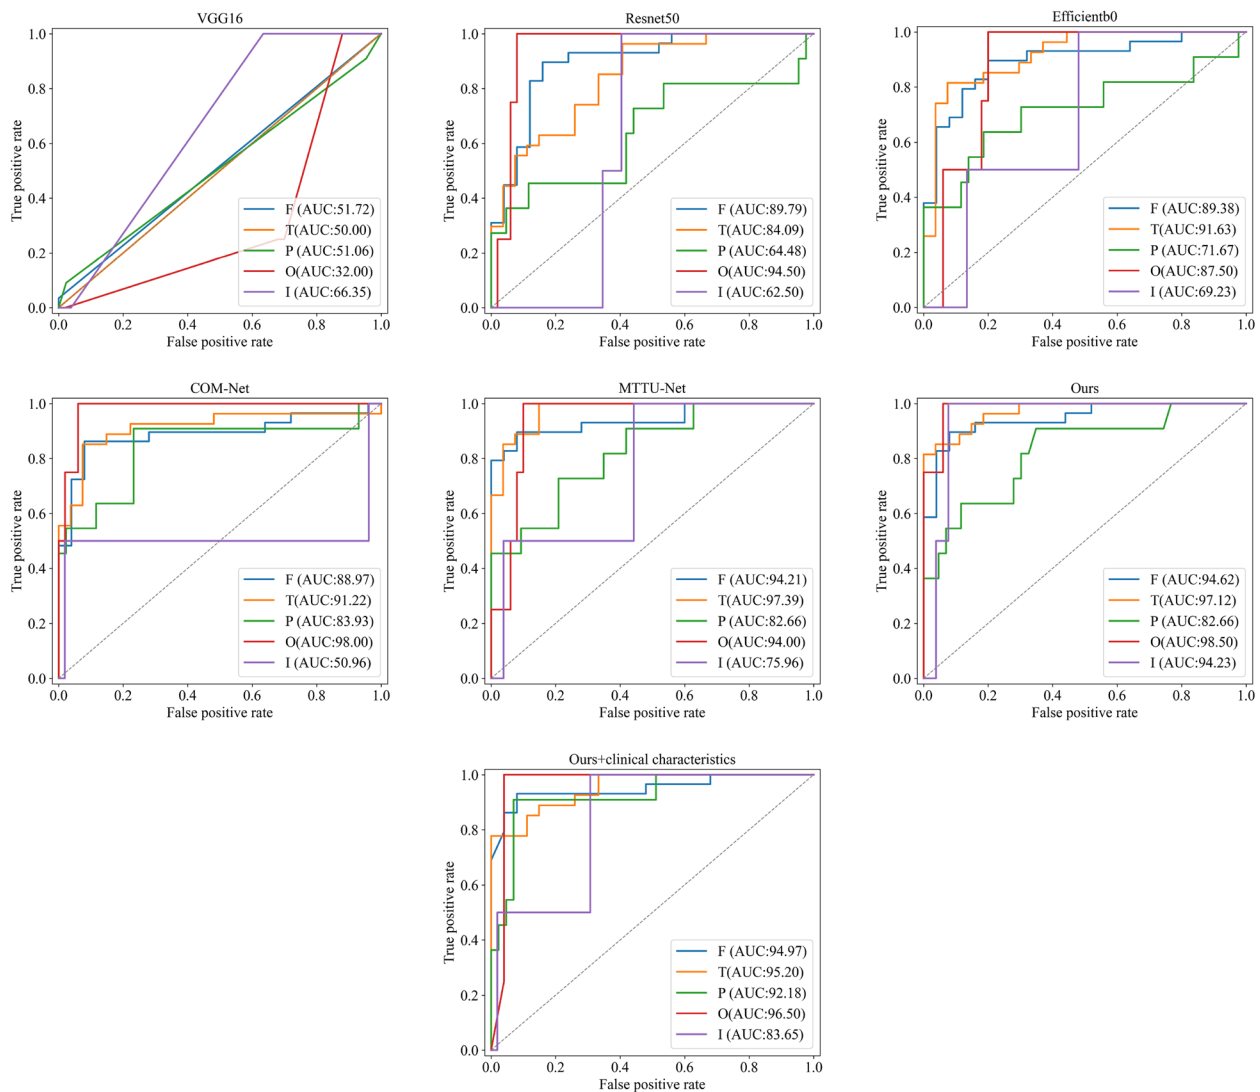 VGG16
1.0
0.8
0.6
0.4
0.2
0.0
True positive rate
F (AUC:51.72)
T(AUC:50.00)
P (AUC:51.06)
O(AUC:32.00)
I (AUC:66.35)
0.0 0.2 0.4 0.6 0.8 1.0
False positive rate
Resnet50
1.0
0.8
0.6
0.4
0.2
0.0
True positive rate
F (AUC:89.79)
T(AUC:84.09)
P (AUC:64.48)
O(AUC:94.50)
I (AUC:62.50)
0.0 0.2 0.4 0.6 0.8 1.0
False positive rate
Efficientb0
1.0
0.8
0.6
0.4
0.2
0.0
True positive rate
F (AUC:89.38)
T(AUC:91.63)
P (AUC:71.67)
O(AUC:87.50)
I (AUC:69.23)
0.0 0.2 0.4 0.6 0.8 1.0
False positive rate
COM-Net
1.0
0.8
0.6
0.4
0.2
0.0
True positive rate
F (AUC:88.97)
T(AUC:91.22)
P (AUC:83.93)
O(AUC:98.00)
I (AUC:50.96)
0.0 0.2 0.4 0.6 0.8 1.0
False positive rate
MTTU-Net
1.0
0.8
0.6
0.4
0.2
0.0
True positive rate
F (AUC:94.21)
T(AUC:97.39)
P (AUC:82.66)
O(AUC:94.00)
I (AUC:75.96)
0.0 0.2 0.4 0.6 0.8 1.0
False positive rate
Ours
1.0
0.8
0.6
0.4
0.2
0.0
True positive rate
F (AUC:94.62)
T(AUC:97.12)
P (AUC:82.66)
O(AUC:98.50)
I (AUC:94.23)
0.0 0.2 0.4 0.6 0.8 1.0
False positive rate
Ours+clinical characteristics
1.0
0.8
0.6
0.4
0.2
0.0
True positive rate
F (AUC:94.97)
T(AUC:95.20)
P (AUC:92.18)
O(AUC:96.50)
I (AUC:83.65)
0.0 0.2 0.4 0.6 0.8 1.0
False positive rate